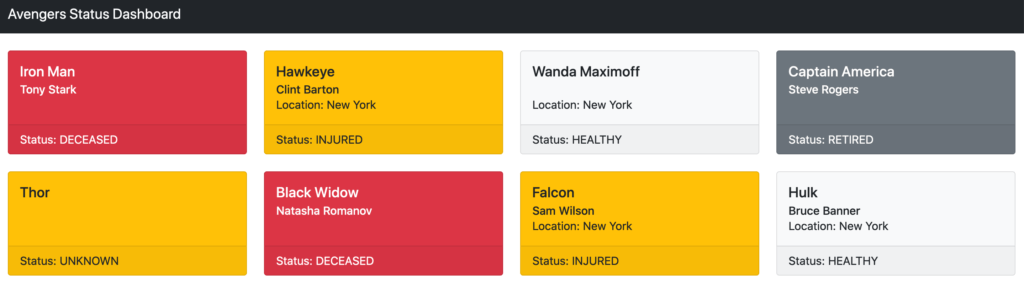 Avengers Status Dashboard
Iron Man
Tony Stark
Status: DECEASED
Hawkeye
Clint Barton
Location: New York
Status: INJURED
Wanda Maximoff
Location: New York
Status: HEALTHY
Captain America
Steve Rogers
Status: RETIRED
Thor
Status: UNKNOWN
Black Widow
Natasha Romanov
Status: DECEASED
Falcon
Sam Wilson
Location: New York
Status: INJURED
Hulk
Bruce Banner
Location: New York
Status: HEALTHY